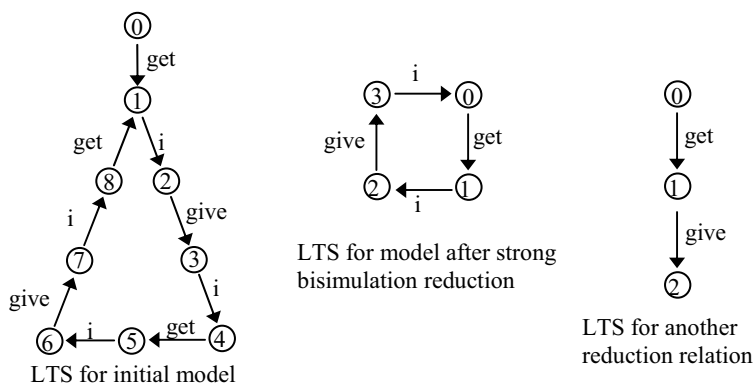 0
get
1
get
i
8
2
i
give
7
3
give
i
6
i
5
get
4
LTS for initial model
3
i
0
give
get
2
i
1
LTS for model after strong
bisimulation reduction
0
get
1
give
2
LTS for another
reduction relation